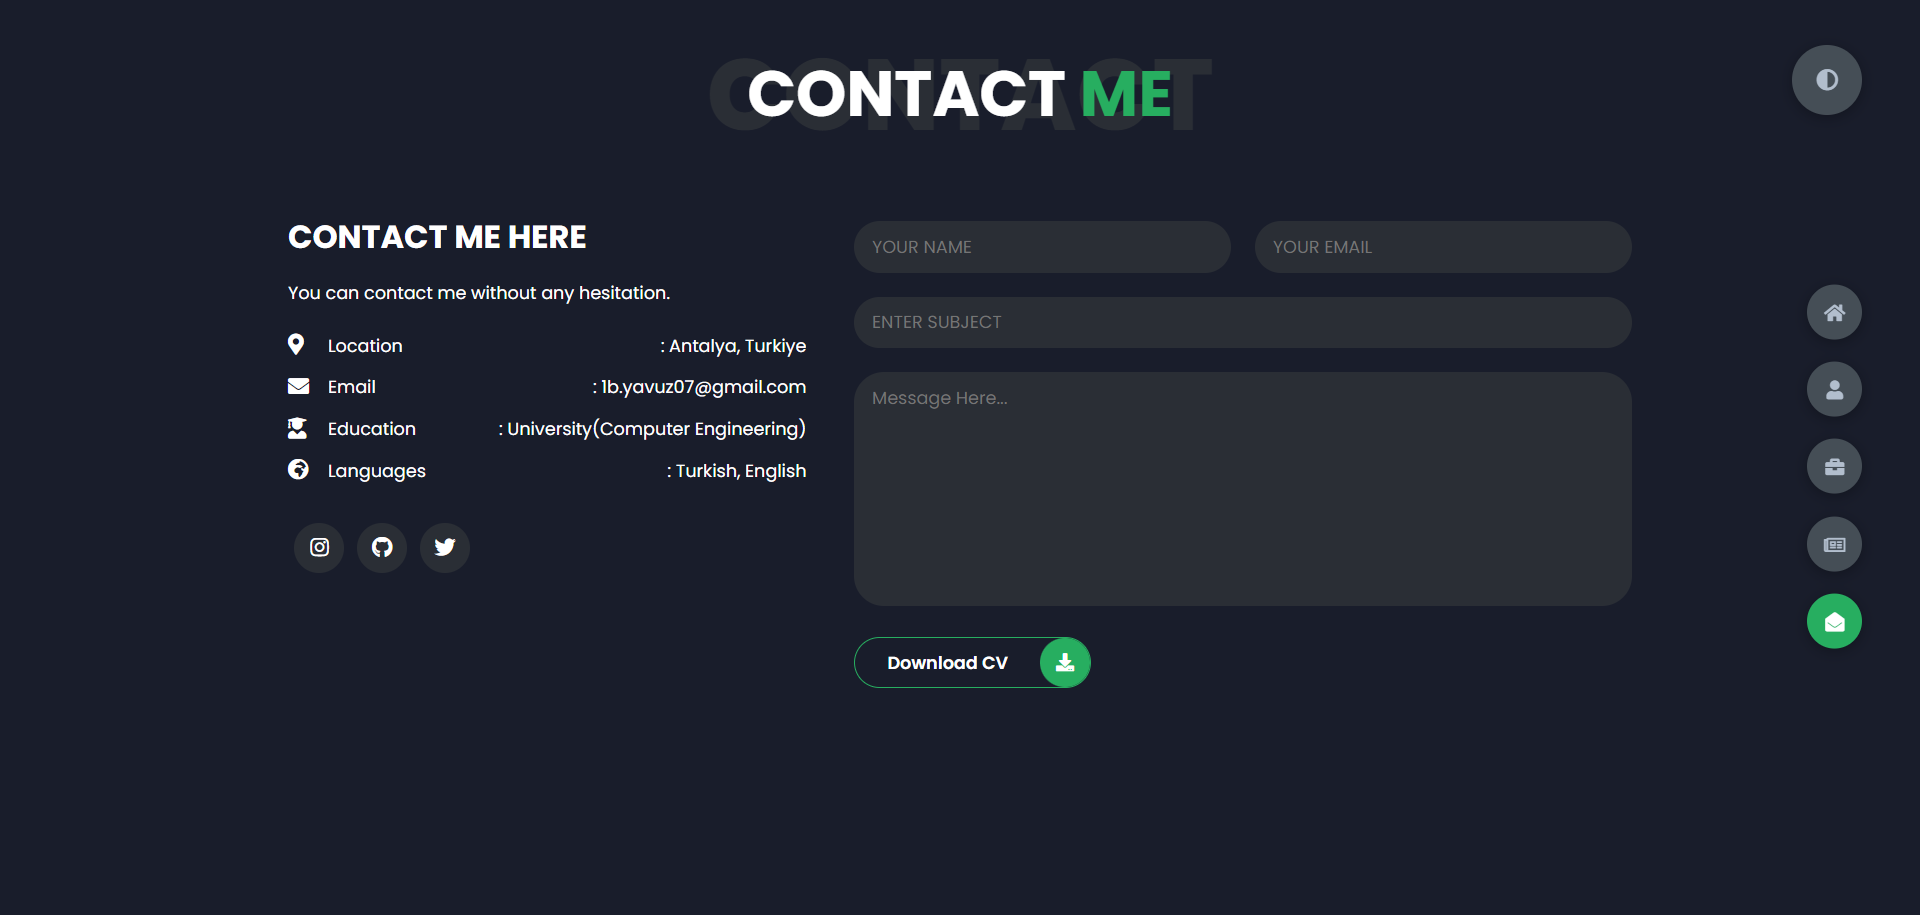 CONTACT
CONTACT ME
CONTACT ME HERE
You can contact me without any hesitation.
Location : Antalya, Turkiye
Email : 1b.yavuz07@gmail.com
Education : University(Computer Engineering)
Languages : Turkish, English
YOUR NAME
YOUR EMAIL
ENTER SUBJECT
Message Here...
Download CV